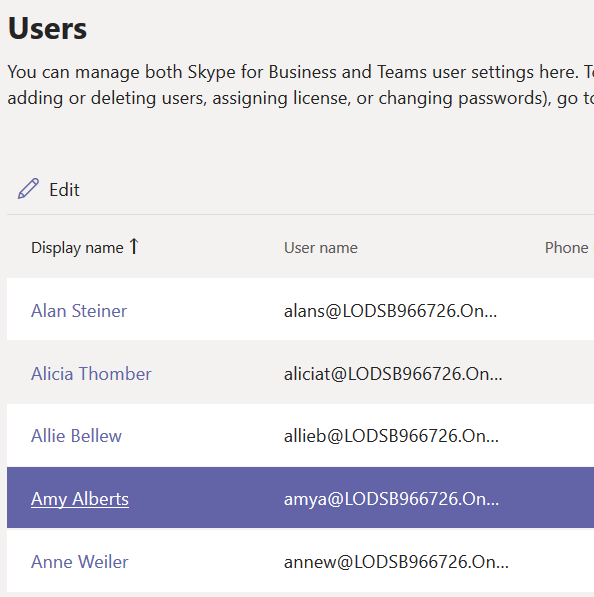 Users
You can manage both Skype for Business and Teams user settings here.
adding or deleting users, assigning license, or changing passwords), go
Edit
Display name ↑ User name Phone
Alan Steiner alans@LODSB966726.On...
Alicia Thomber aliciat@LODSB966726.On...
Allie Bellew allieb@LODSB966726.On...
Amy Alberts amya@LODSB966726.On...
Anne Weiler annew@LODSB966726.On...